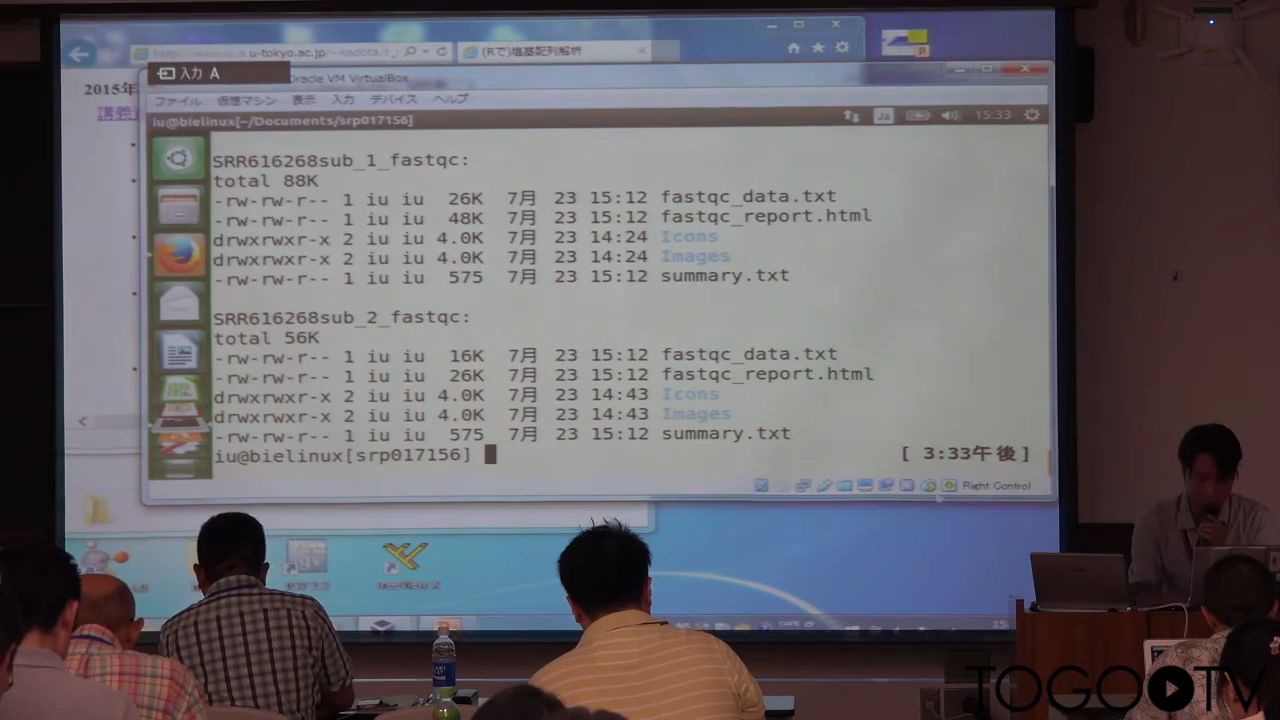 u-tokyo.ac.jp/~kadota/r_s
(Rで)塩基配列解析
入力 A
Oracle VM VirtualBox
2015年
講義
ファイル 仮想マシン 表示 入力 デバイス ヘルプ
iu@bielinux[~/Documents/srp017156]
Ja
15:33
SRR616268sub_1_fastqc:
total 88K
-rw-rw-r-- 1 iu iu 26K 7月 23 15:12 fastqc_data.txt
-rw-rw-r-- 1 iu iu 48K 7月 23 15:12 fastqc_report.html
drwxrwxr-x 2 iu iu 4.0K 7月 23 14:24 Icons
drwxrwxr-x 2 iu iu 4.0K 7月 23 14:24 Images
-rw-rw-r-- 1 iu iu 575 7月 23 15:12 summary.txt
SRR616268sub_2_fastqc:
total 56K
-rw-rw-r-- 1 iu iu 16K 7月 23 15:12 fastqc_data.txt
-rw-rw-r-- 1 iu iu 26K 7月 23 15:12 fastqc_report.html
drwxrwxr-x 2 iu iu 4.0K 7月 23 14:43 Icons
drwxrwxr-x 2 iu iu 4.0K 7月 23 14:43 Images
-rw-rw-r-- 1 iu iu 575 7月 23 15:12 summary.txt
iu@bielinux[srp017156]
[ 3:33午後]
Right Control
TOGO TV